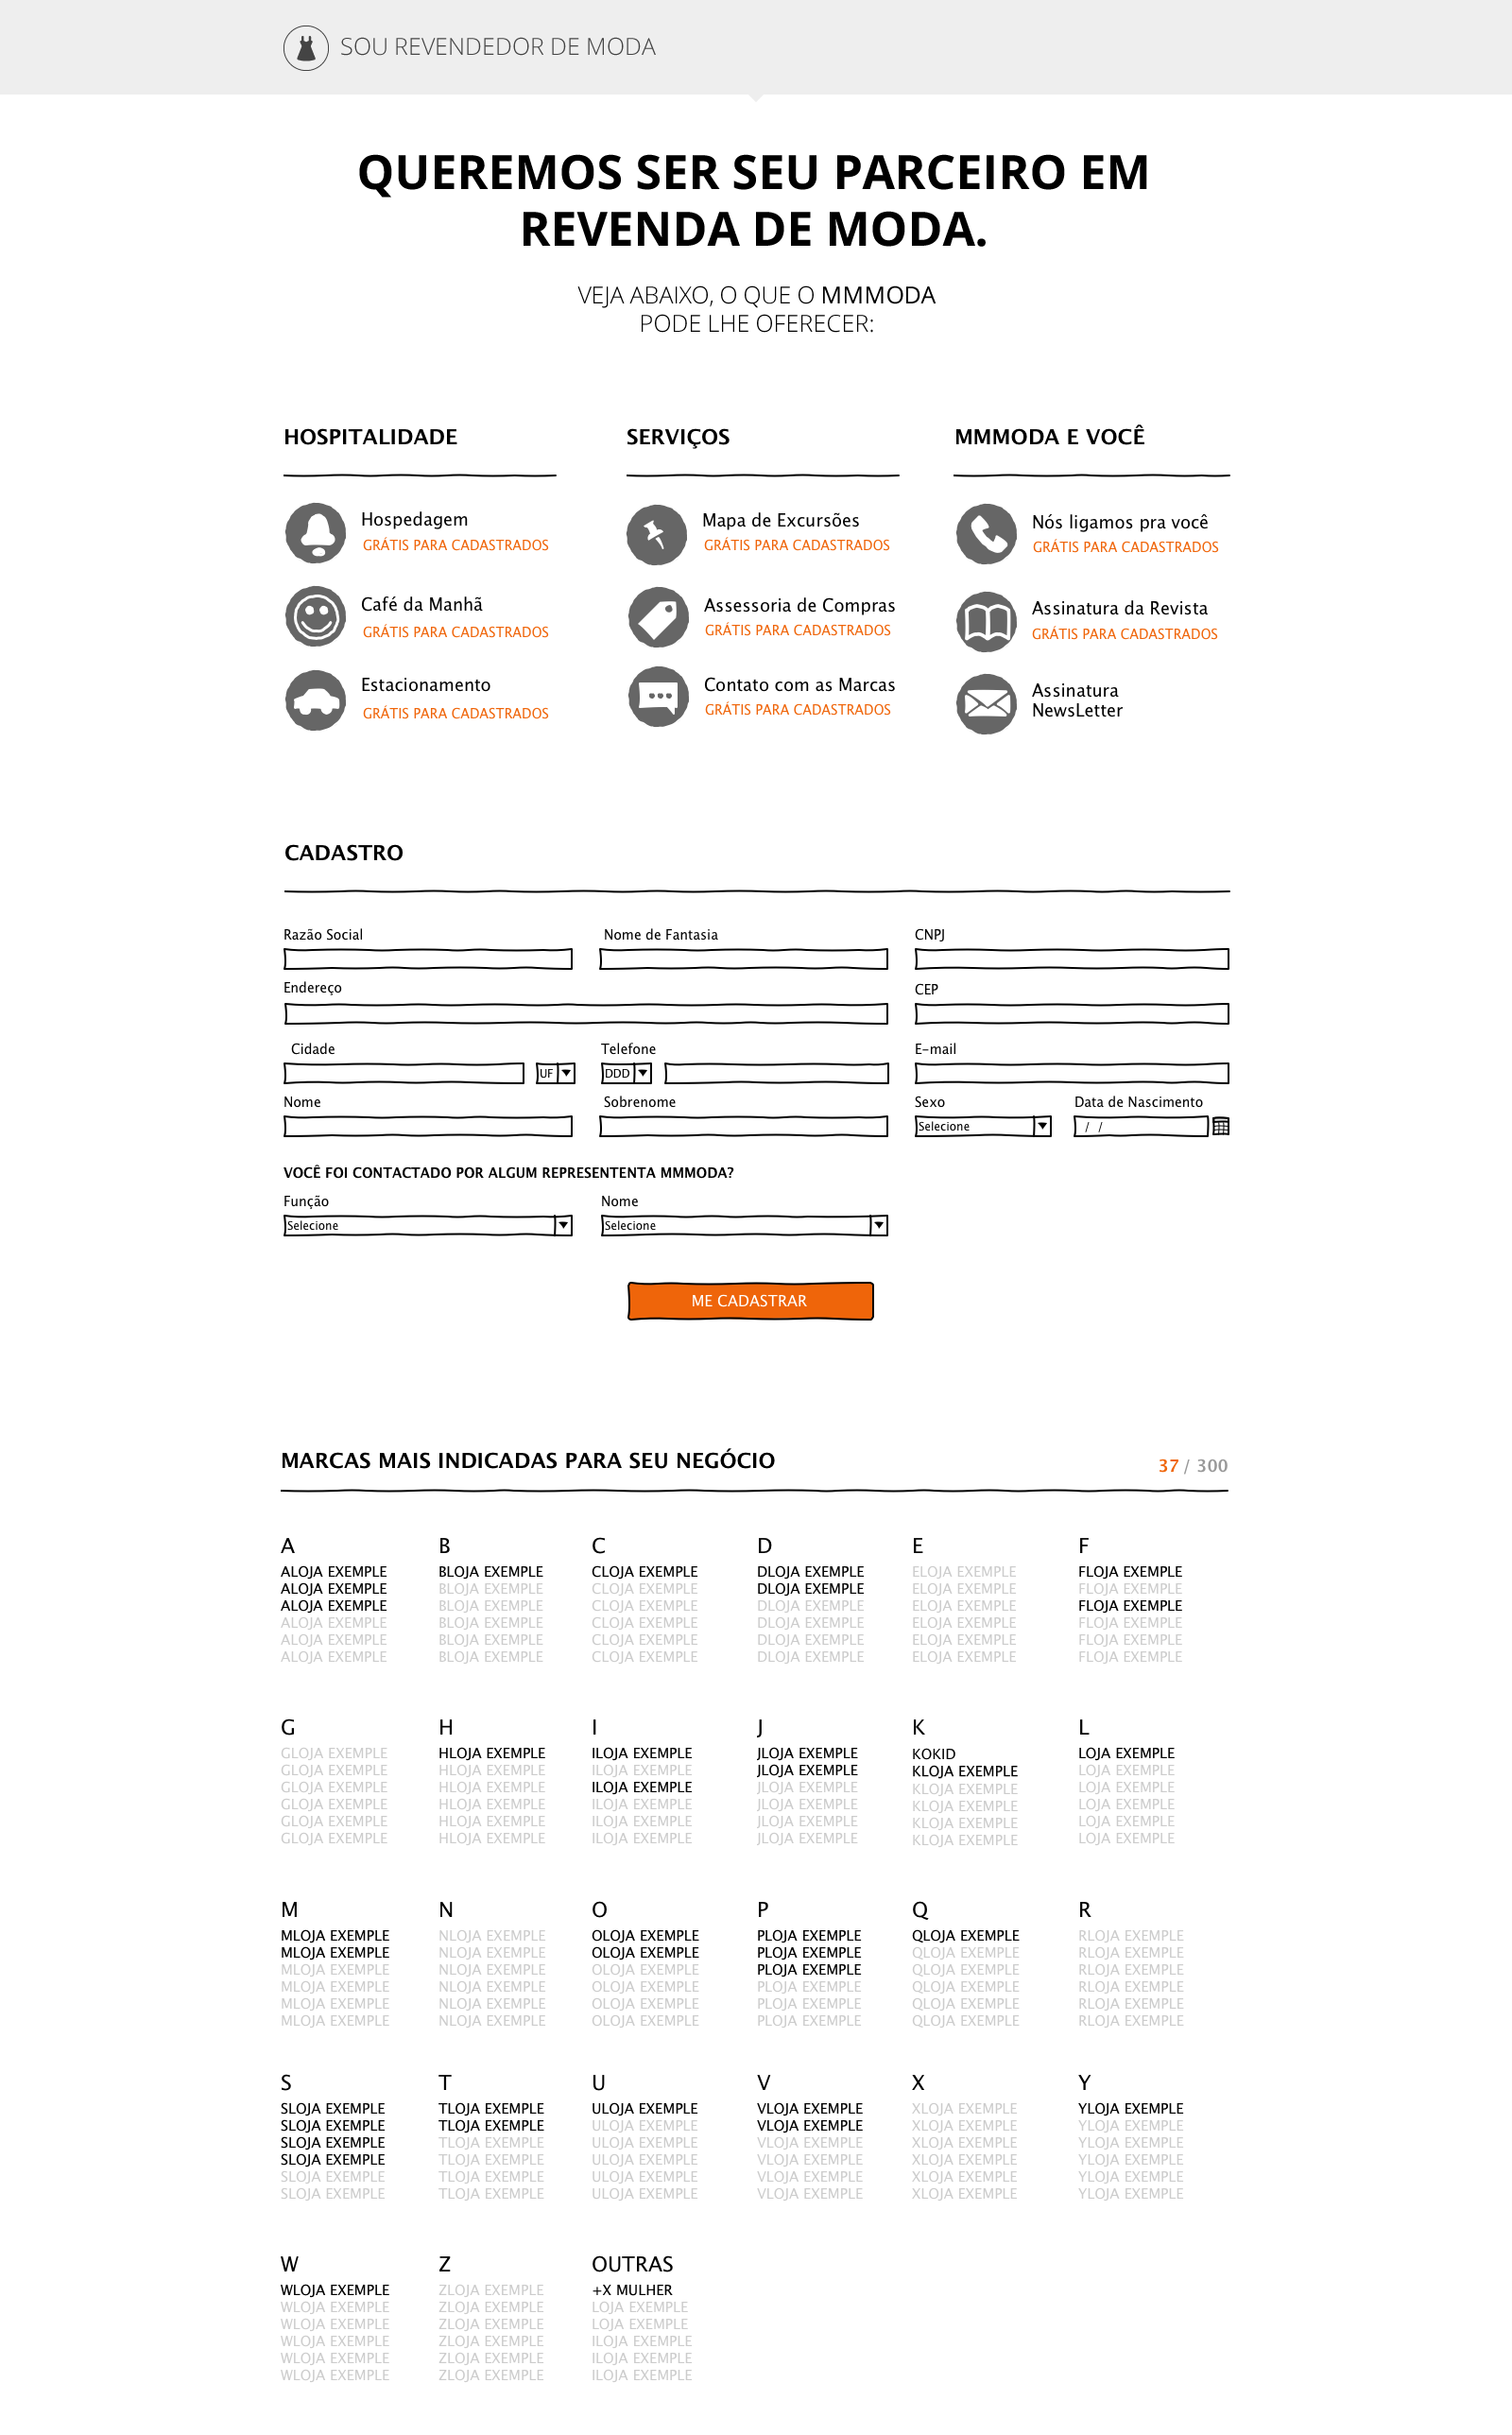 SOU REVENDEDOR DE MODA
QUEREMOS SER SEU PARCEIRO EM
REVENDA DE MODA.
VEJA ABAIXO, O QUE O MMMODA
PODE LHE OFERECER:
HOSPITALIDADE
Hospedagem
GRÁTIS PARA CADASTRADOS
Café da Manhã
GRÁTIS PARA CADASTRADOS
Estacionamento
GRÁTIS PARA CADASTRADOS
SERVIÇOS
Mapa de Excursões
GRÁTIS PARA CADASTRADOS
Assessoria de Compras
GRÁTIS PARA CADASTRADOS
Contato com as Marcas
GRÁTIS PARA CADASTRADOS
MMMODA E VOCÊ
Nós ligamos pra você
GRÁTIS PARA CADASTRADOS
Assinatura da Revista
GRÁTIS PARA CADASTRADOS
Assinatura
NewsLetter
CADASTRO
Razão Social
Nome de Fantasia
CNPJ
Endereço
CEP
Cidade
UF
Telefone
DDD
E-mail
Nome
Sobrenome
Sexo
Selecione
Data de Nascimento
/ /
VOCÊ FOI CONTACTADO POR ALGUM REPRESENTENTA MMMODA?
Função
Selecione
Nome
Selecione
ME CADASTRAR
MARCAS MAIS INDICADAS PARA SEU NEGÓCIO
37 / 300
A
ALOJA EXEMPLE
ALOJA EXEMPLE
ALOJA EXEMPLE
ALOJA EXEMPLE
ALOJA EXEMPLE
ALOJA EXEMPLE
B
BLOJA EXEMPLE
BLOJA EXEMPLE
BLOJA EXEMPLE
BLOJA EXEMPLE
BLOJA EXEMPLE
BLOJA EXEMPLE
C
CLOJA EXEMPLE
CLOJA EXEMPLE
CLOJA EXEMPLE
CLOJA EXEMPLE
CLOJA EXEMPLE
CLOJA EXEMPLE
D
DLOJA EXEMPLE
DLOJA EXEMPLE
DLOJA EXEMPLE
DLOJA EXEMPLE
DLOJA EXEMPLE
DLOJA EXEMPLE
E
ELOJA EXEMPLE
ELOJA EXEMPLE
ELOJA EXEMPLE
ELOJA EXEMPLE
ELOJA EXEMPLE
ELOJA EXEMPLE
F
FLOJA EXEMPLE
FLOJA EXEMPLE
FLOJA EXEMPLE
FLOJA EXEMPLE
FLOJA EXEMPLE
FLOJA EXEMPLE
G
GLOJA EXEMPLE
GLOJA EXEMPLE
GLOJA EXEMPLE
GLOJA EXEMPLE
GLOJA EXEMPLE
GLOJA EXEMPLE
H
HLOJA EXEMPLE
HLOJA EXEMPLE
HLOJA EXEMPLE
HLOJA EXEMPLE
HLOJA EXEMPLE
HLOJA EXEMPLE
I
ILOJA EXEMPLE
ILOJA EXEMPLE
ILOJA EXEMPLE
ILOJA EXEMPLE
ILOJA EXEMPLE
ILOJA EXEMPLE
J
JLOJA EXEMPLE
JLOJA EXEMPLE
JLOJA EXEMPLE
JLOJA EXEMPLE
JLOJA EXEMPLE
JLOJA EXEMPLE
K
KOKID
KLOJA EXEMPLE
KLOJA EXEMPLE
KLOJA EXEMPLE
KLOJA EXEMPLE
KLOJA EXEMPLE
L
LOJA EXEMPLE
LOJA EXEMPLE
LOJA EXEMPLE
LOJA EXEMPLE
LOJA EXEMPLE
LOJA EXEMPLE
M
MLOJA EXEMPLE
MLOJA EXEMPLE
MLOJA EXEMPLE
MLOJA EXEMPLE
MLOJA EXEMPLE
MLOJA EXEMPLE
N
NLOJA EXEMPLE
NLOJA EXEMPLE
NLOJA EXEMPLE
NLOJA EXEMPLE
NLOJA EXEMPLE
NLOJA EXEMPLE
O
OLOJA EXEMPLE
OLOJA EXEMPLE
OLOJA EXEMPLE
OLOJA EXEMPLE
OLOJA EXEMPLE
OLOJA EXEMPLE
P
PLOJA EXEMPLE
PLOJA EXEMPLE
PLOJA EXEMPLE
PLOJA EXEMPLE
PLOJA EXEMPLE
PLOJA EXEMPLE
Q
QLOJA EXEMPLE
QLOJA EXEMPLE
QLOJA EXEMPLE
QLOJA EXEMPLE
QLOJA EXEMPLE
QLOJA EXEMPLE
R
RLOJA EXEMPLE
RLOJA EXEMPLE
RLOJA EXEMPLE
RLOJA EXEMPLE
RLOJA EXEMPLE
RLOJA EXEMPLE
S
SLOJA EXEMPLE
SLOJA EXEMPLE
SLOJA EXEMPLE
SLOJA EXEMPLE
SLOJA EXEMPLE
SLOJA EXEMPLE
T
TLOJA EXEMPLE
TLOJA EXEMPLE
TLOJA EXEMPLE
TLOJA EXEMPLE
TLOJA EXEMPLE
TLOJA EXEMPLE
U
ULOJA EXEMPLE
ULOJA EXEMPLE
ULOJA EXEMPLE
ULOJA EXEMPLE
ULOJA EXEMPLE
ULOJA EXEMPLE
V
VLOJA EXEMPLE
VLOJA EXEMPLE
VLOJA EXEMPLE
VLOJA EXEMPLE
VLOJA EXEMPLE
VLOJA EXEMPLE
X
XLOJA EXEMPLE
XLOJA EXEMPLE
XLOJA EXEMPLE
XLOJA EXEMPLE
XLOJA EXEMPLE
XLOJA EXEMPLE
Y
YLOJA EXEMPLE
YLOJA EXEMPLE
YLOJA EXEMPLE
YLOJA EXEMPLE
YLOJA EXEMPLE
YLOJA EXEMPLE
W
WLOJA EXEMPLE
WLOJA EXEMPLE
WLOJA EXEMPLE
WLOJA EXEMPLE
WLOJA EXEMPLE
WLOJA EXEMPLE
Z
ZLOJA EXEMPLE
ZLOJA EXEMPLE
ZLOJA EXEMPLE
ZLOJA EXEMPLE
ZLOJA EXEMPLE
ZLOJA EXEMPLE
OUTRAS
+X MULHER
LOJA EXEMPLE
LOJA EXEMPLE
ILOJA EXEMPLE
ILOJA EXEMPLE
ILOJA EXEMPLE